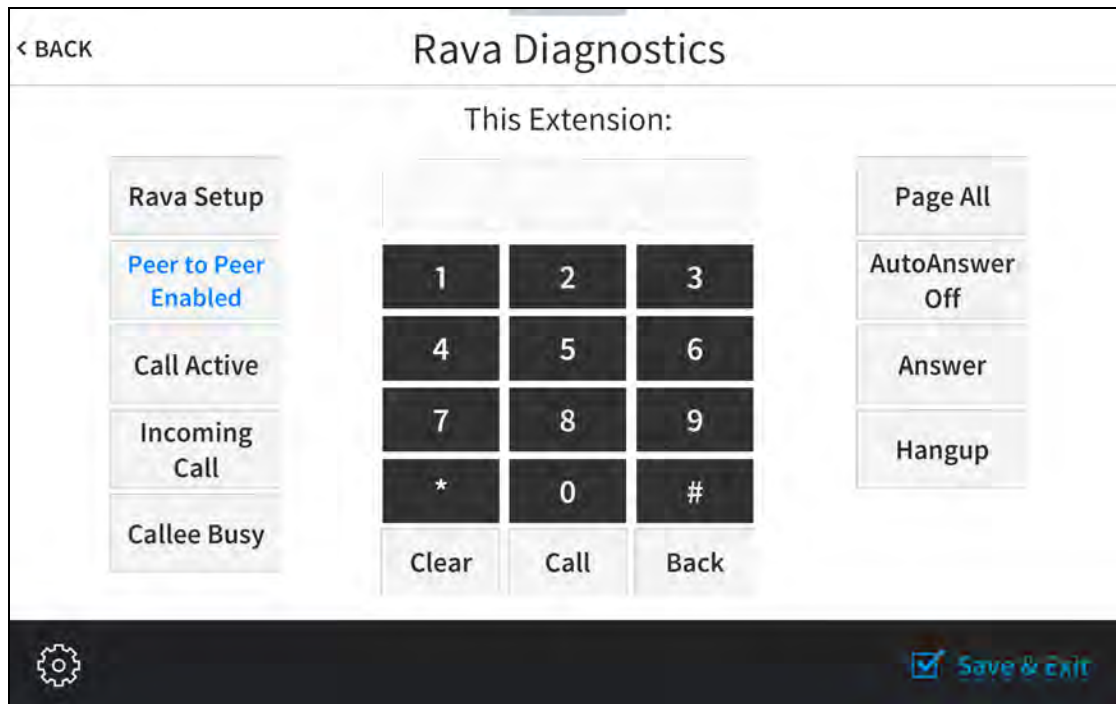 < BACK
Rava Diagnostics
This Extension:
Rava Setup
Peer to Peer
Enabled
Call Active
Incoming
Call
Callee Busy
1 2 3
4 5 6
7 8 9
* 0 #
Clear Call Back
Page All
AutoAnswer
Off
Answer
Hangup
Save & Exit